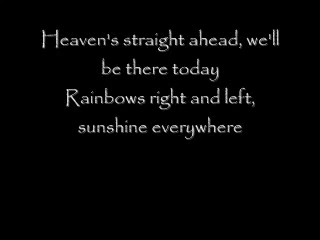 Heaven's straight ahead, we'll
be there today
Rainbows right and left,
sunshine everywhere